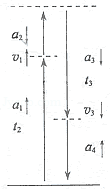 a₂
v₁
a₃
t₃
a₁
t₂
v₃
a₄